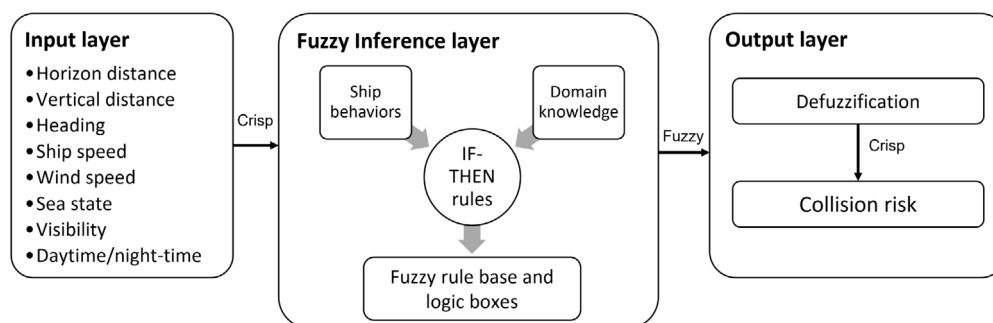 Input layer
•Horizon distance
•Vertical distance
•Heading
•Ship speed
•Wind speed
•Sea state
•Visibility
•Daytime/night-time
Crisp
Fuzzy Inference layer
Ship
behaviors
Domain
knowledge
IF-
THEN
rules
Fuzzy rule base and
logic boxes
Fuzzy
Output layer
Defuzzification
Crisp
Collision risk